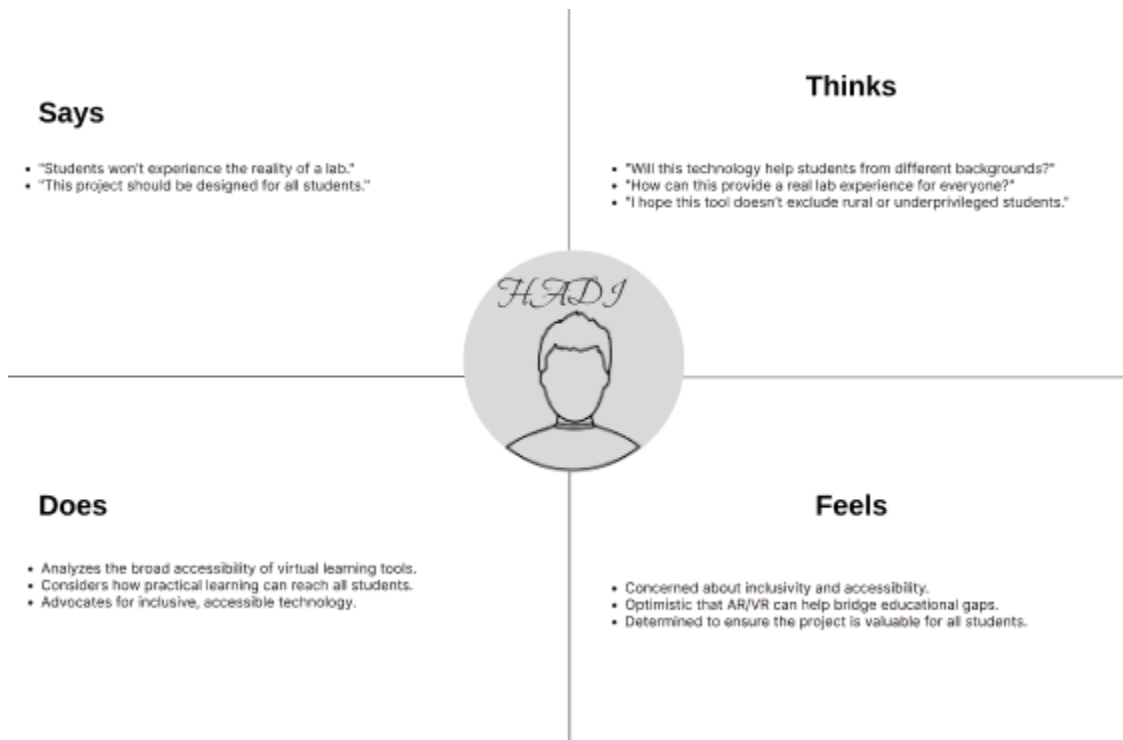 Says
• "Students won't experience the reality of a lab."
• "This project should be designed for all students."
Thinks
• "Will this technology help students from different backgrounds?"
• "How can this provide a real lab experience for everyone?"
• "I hope this tool doesn't exclude rural or underprivileged students."
HADI
Does
• Analyzes the broad accessibility of virtual learning tools.
• Considers how practical learning can reach all students.
• Advocates for inclusive, accessible technology.
Feels
• Concerned about inclusivity and accessibility.
• Optimistic that AR/VR can help bridge educational gaps.
• Determined to ensure the project is valuable for all students.